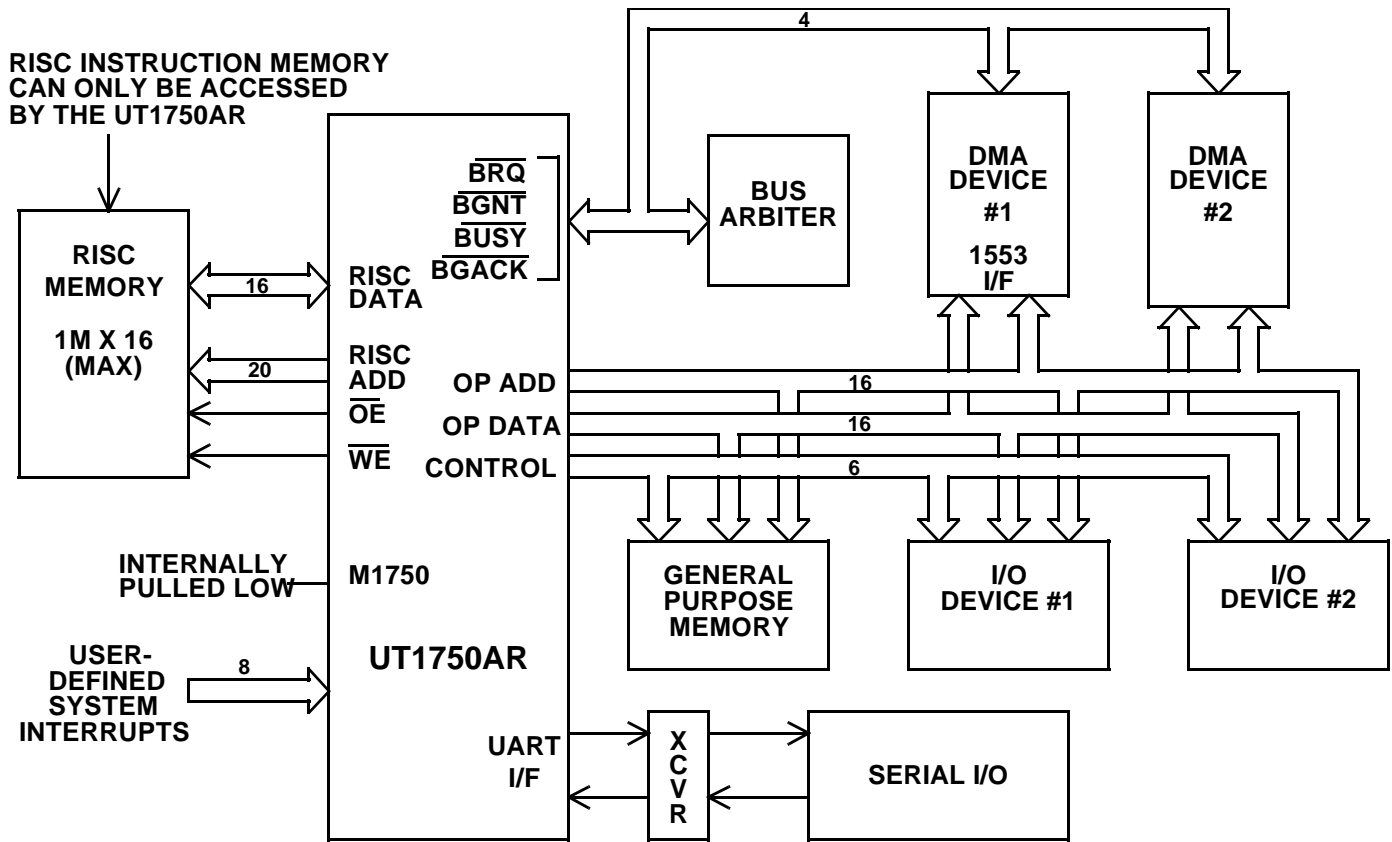 RISC INSTRUCTION MEMORY
CAN ONLY BE ACCESSED
BY THE UT1750AR
RISC
MEMORY
1M X 16
(MAX)
16
20
RISC
DATA
RISC
ADD
OE
WE
BRQ
BGNT
BUSY
BGACK
4
BUS
ARBITER
DMA
DEVICE
#1
1553
I/F
DMA
DEVICE
#2
OP ADD
16
OP DATA
16
CONTROL
6
INTERNALLY
PULLED LOW
M1750
GENERAL
PURPOSE
MEMORY
I/O
DEVICE #1
I/O
DEVICE #2
USER-
DEFINED
SYSTEM
INTERRUPTS
8
UT1750AR
UART
I/F
X
C
V
R
SERIAL I/O